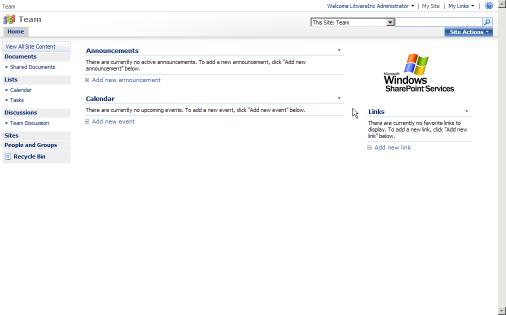 Team
Welcome LitwareInc Administrator | My Site | My Links |
Team
This Site: Team
Home
Site Actions
View All Site Content
Documents
Shared Documents
Lists
Calendar
Tasks
Discussions
Team Discussion
Sites
People and Groups
Recycle Bin
Announcements
There are currently no active announcements. To add a new announcement, click "Add new
announcement" below.
Add new announcement
Calendar
There are currently no upcoming events. To add a new event, click "Add new event" below.
Add new event
Microsoft
Windows
SharePoint Services
Links
There are currently no favorite links to
display. To add a new link, click "Add new
link" below.
Add new link